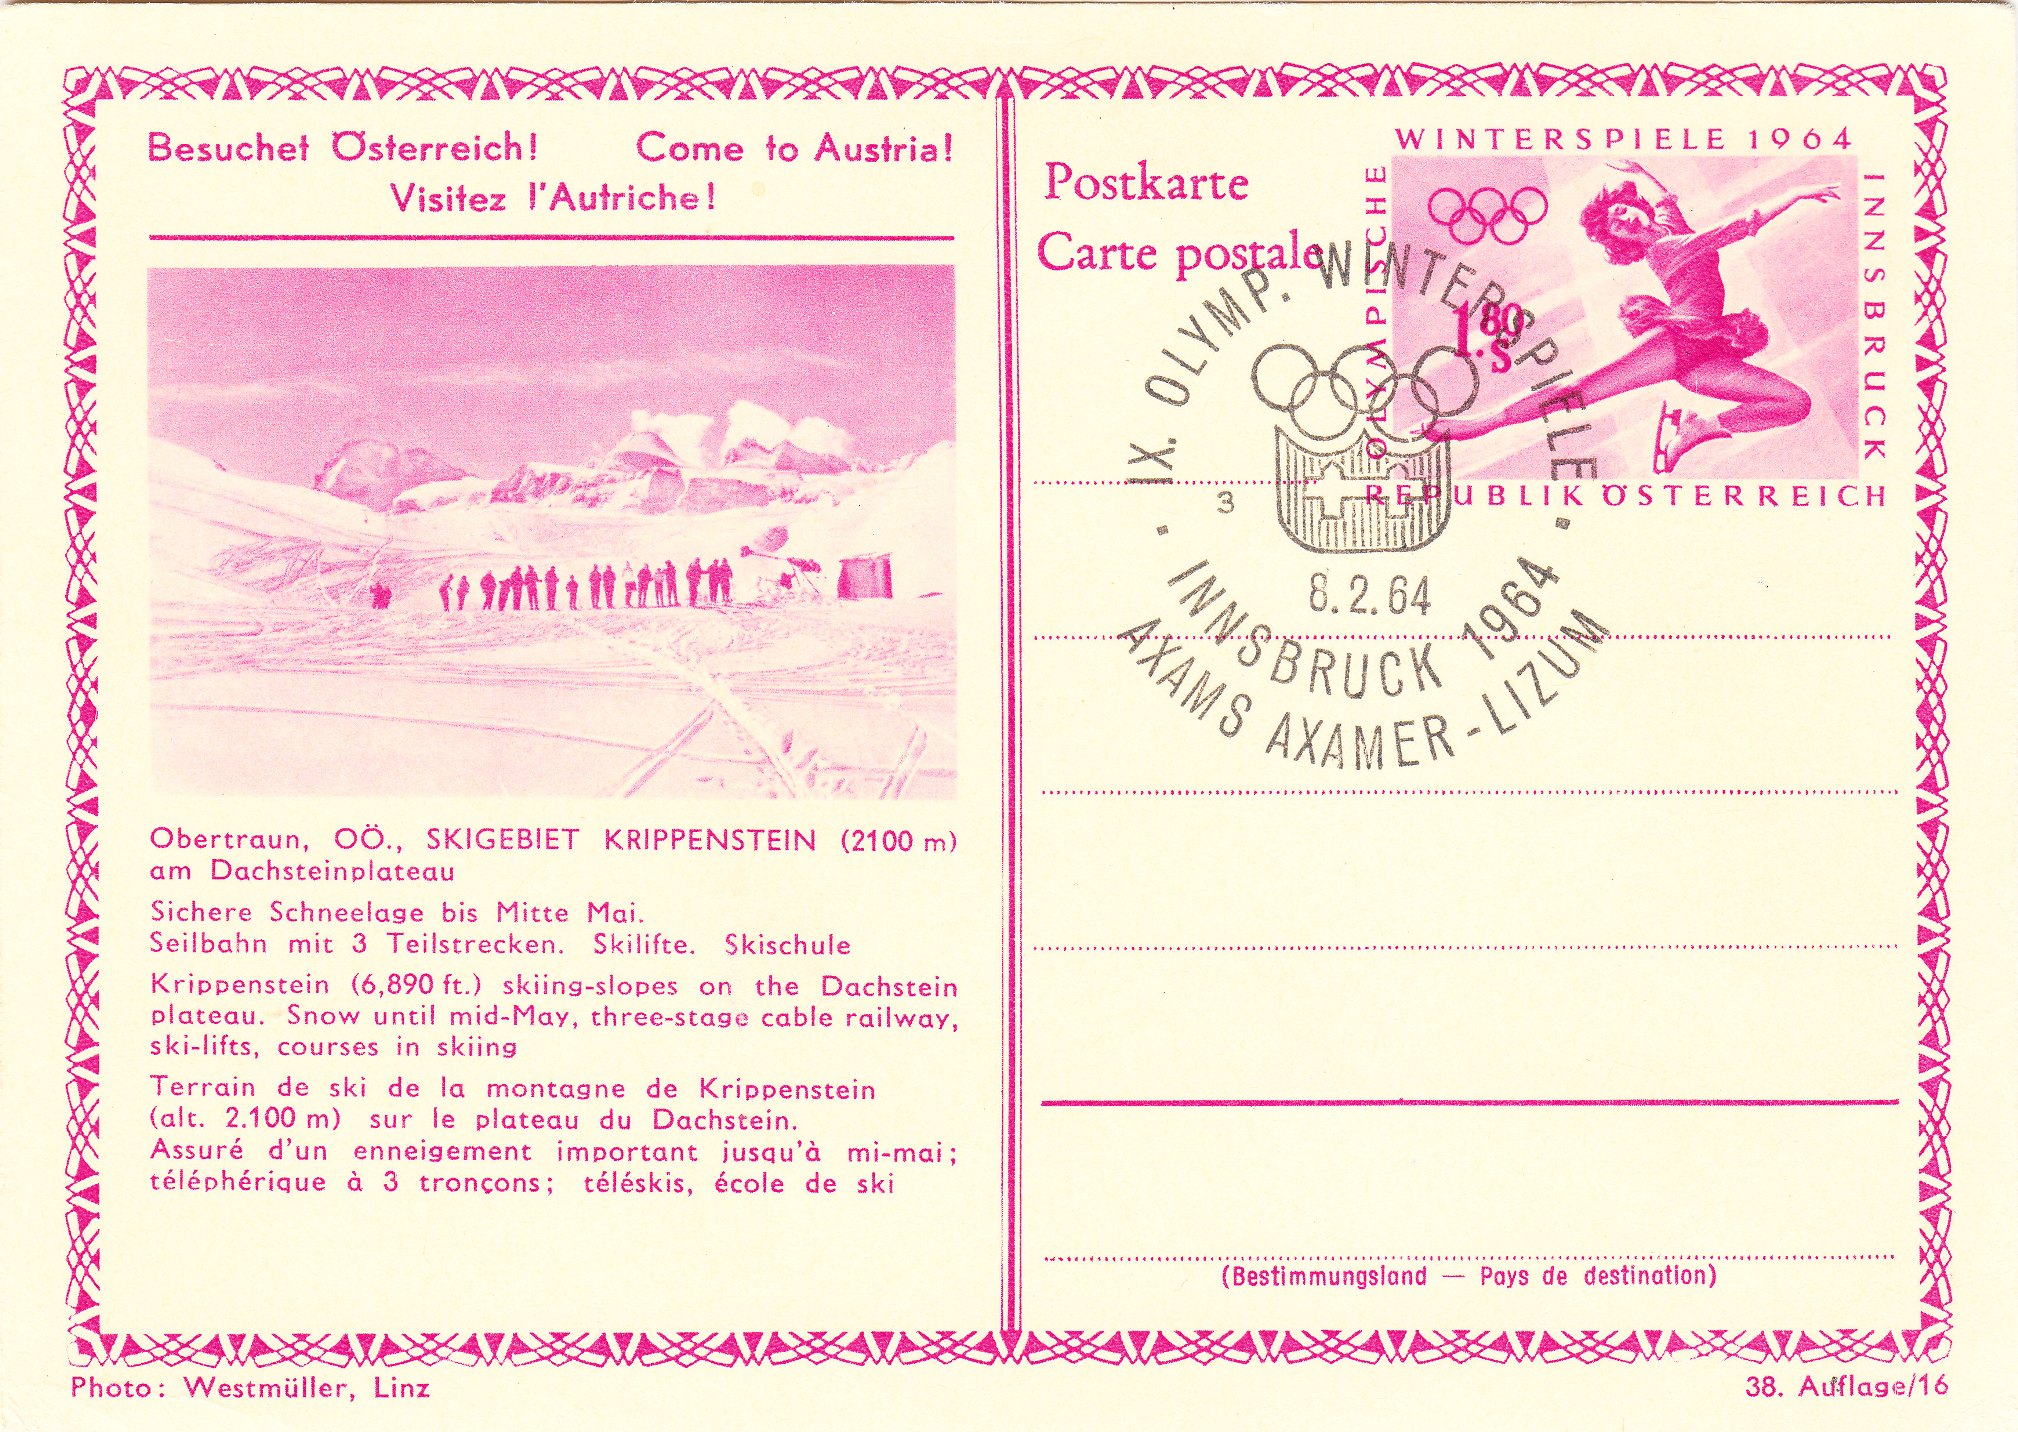 Besuchet Österreich! Come to Austria!
Visitez l'Autriche!
Obertraun, OÖ., SKIGEBIET KRIPPENSTEIN (2100 m)
am Dachsteinplateau
Sichere Schneelage bis Mitte Mai.
Seilbahn mit 3 Teilstrecken. Skilifte. Skischule
Krippenstein (6,890 ft.) skiing-slopes on the Dachstein
plateau. Snow until mid-May, three-stage cable railway,
ski-lifts, courses in skiing
Terrain de ski de la montagne de Krippenstein
(alt. 2.100 m) sur le plateau du Dachstein.
Assuré d'un enneigement important jusqu'à mi-mai;
téléphérique à 3 tronçons; téléskis, école de ski
Photo: Westmüller, Linz
Postkarte
Carte postale
OLYMPISCHE
WINTERSPIELE 1964
INNSBRUCK
1.80
S
REPUBLIK ÖSTERREICH
IX. OLYMP. WINTERSPIELE
3
8.2.64
INNSBRUCK 1964
AXAMS AXAMER-LIZUM
(Bestimmungsland — Pays de destination)
38. Auflage/16